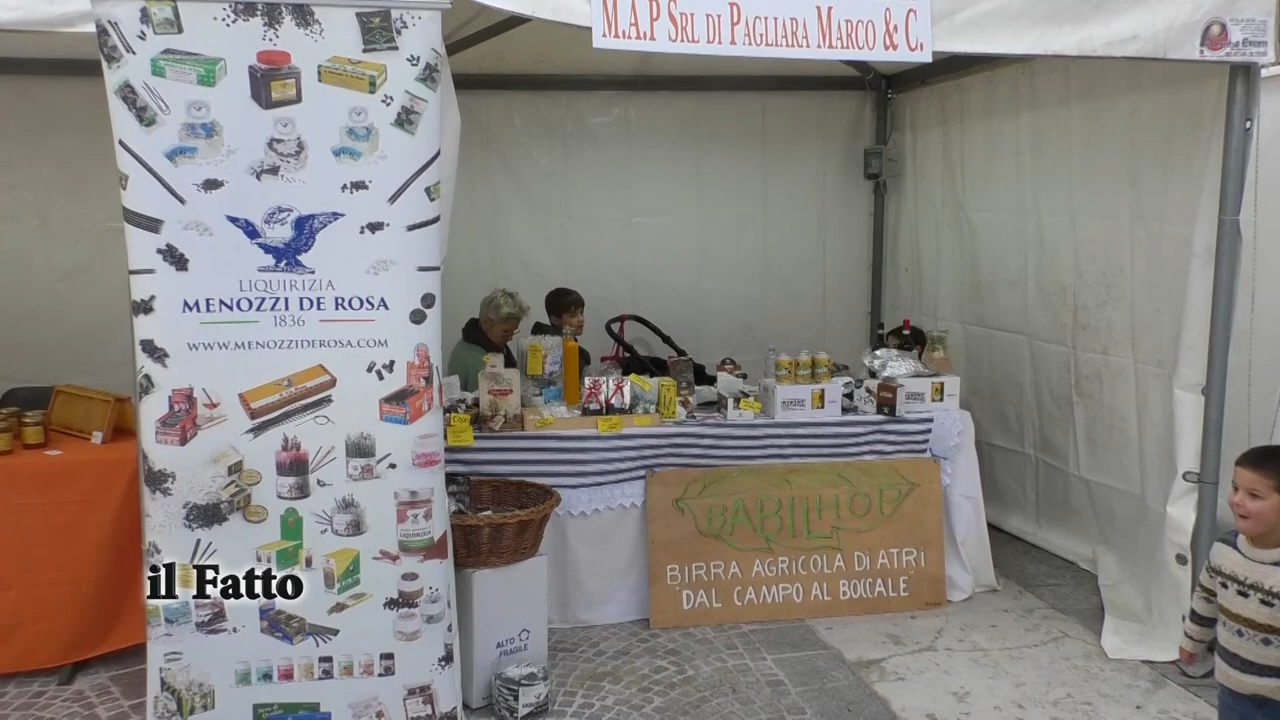 M.A.P SRL DI PAGLIARA MARCO & C.
LIQUIRIZIA
MENOZZI DE ROSA
1836
WWW.MENOZZIDEROSA.COM
LIQUIRIZIA
BABILHOP
BIRRA AGRICOLA DI ATRI
"DAL CAMPO AL BOCCALE"
ALTO
FRAGILE
il Fatto